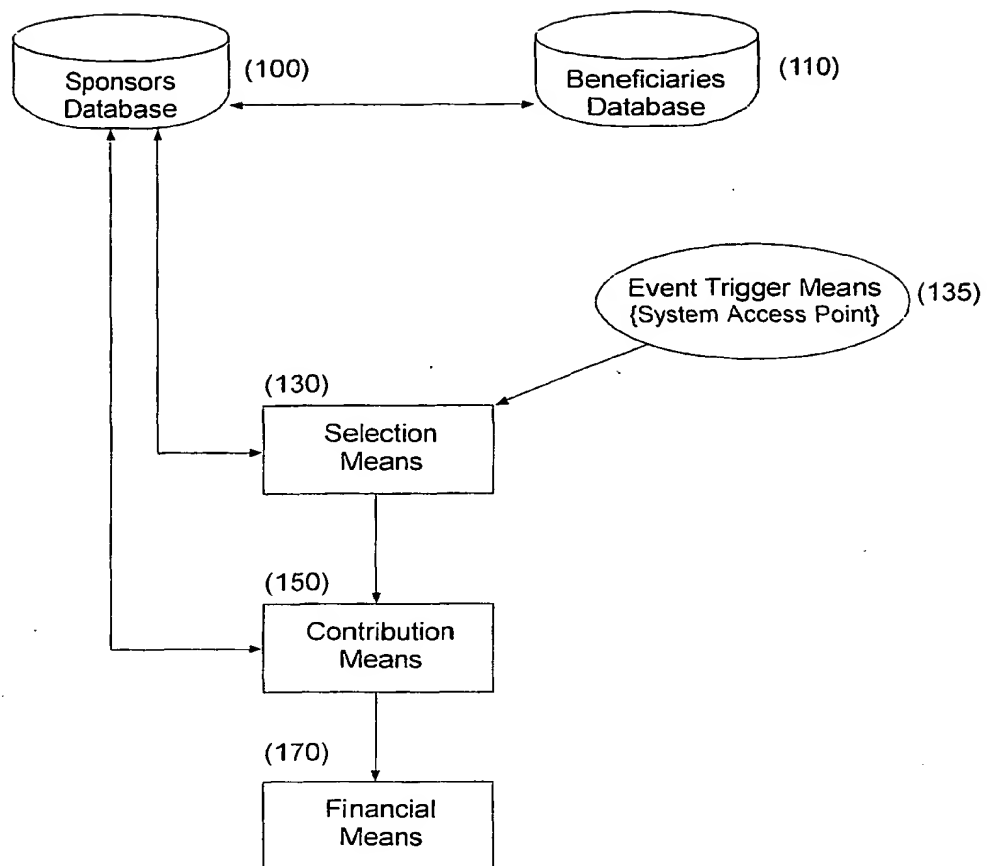 Sponsors
Database
(100)
Beneficiaries
Database
(110)
Event Trigger Means
{System Access Point}
(135)
(130)
Selection
Means
(150)
Contribution
Means
(170)
Financial
Means